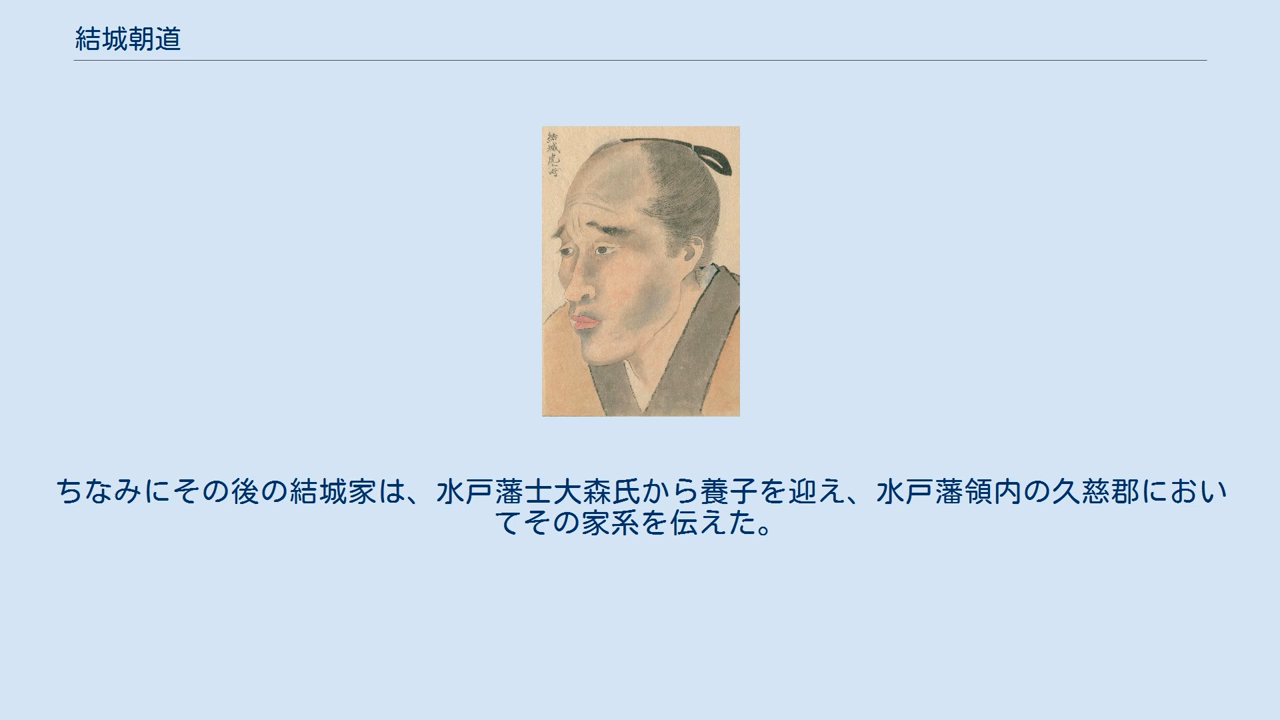 結城朝道
結城
ちなみにその後の結城家は、水戸藩士大森氏から養子を迎え、水戸藩領内の久慈郡におい
てその家系を伝えた。